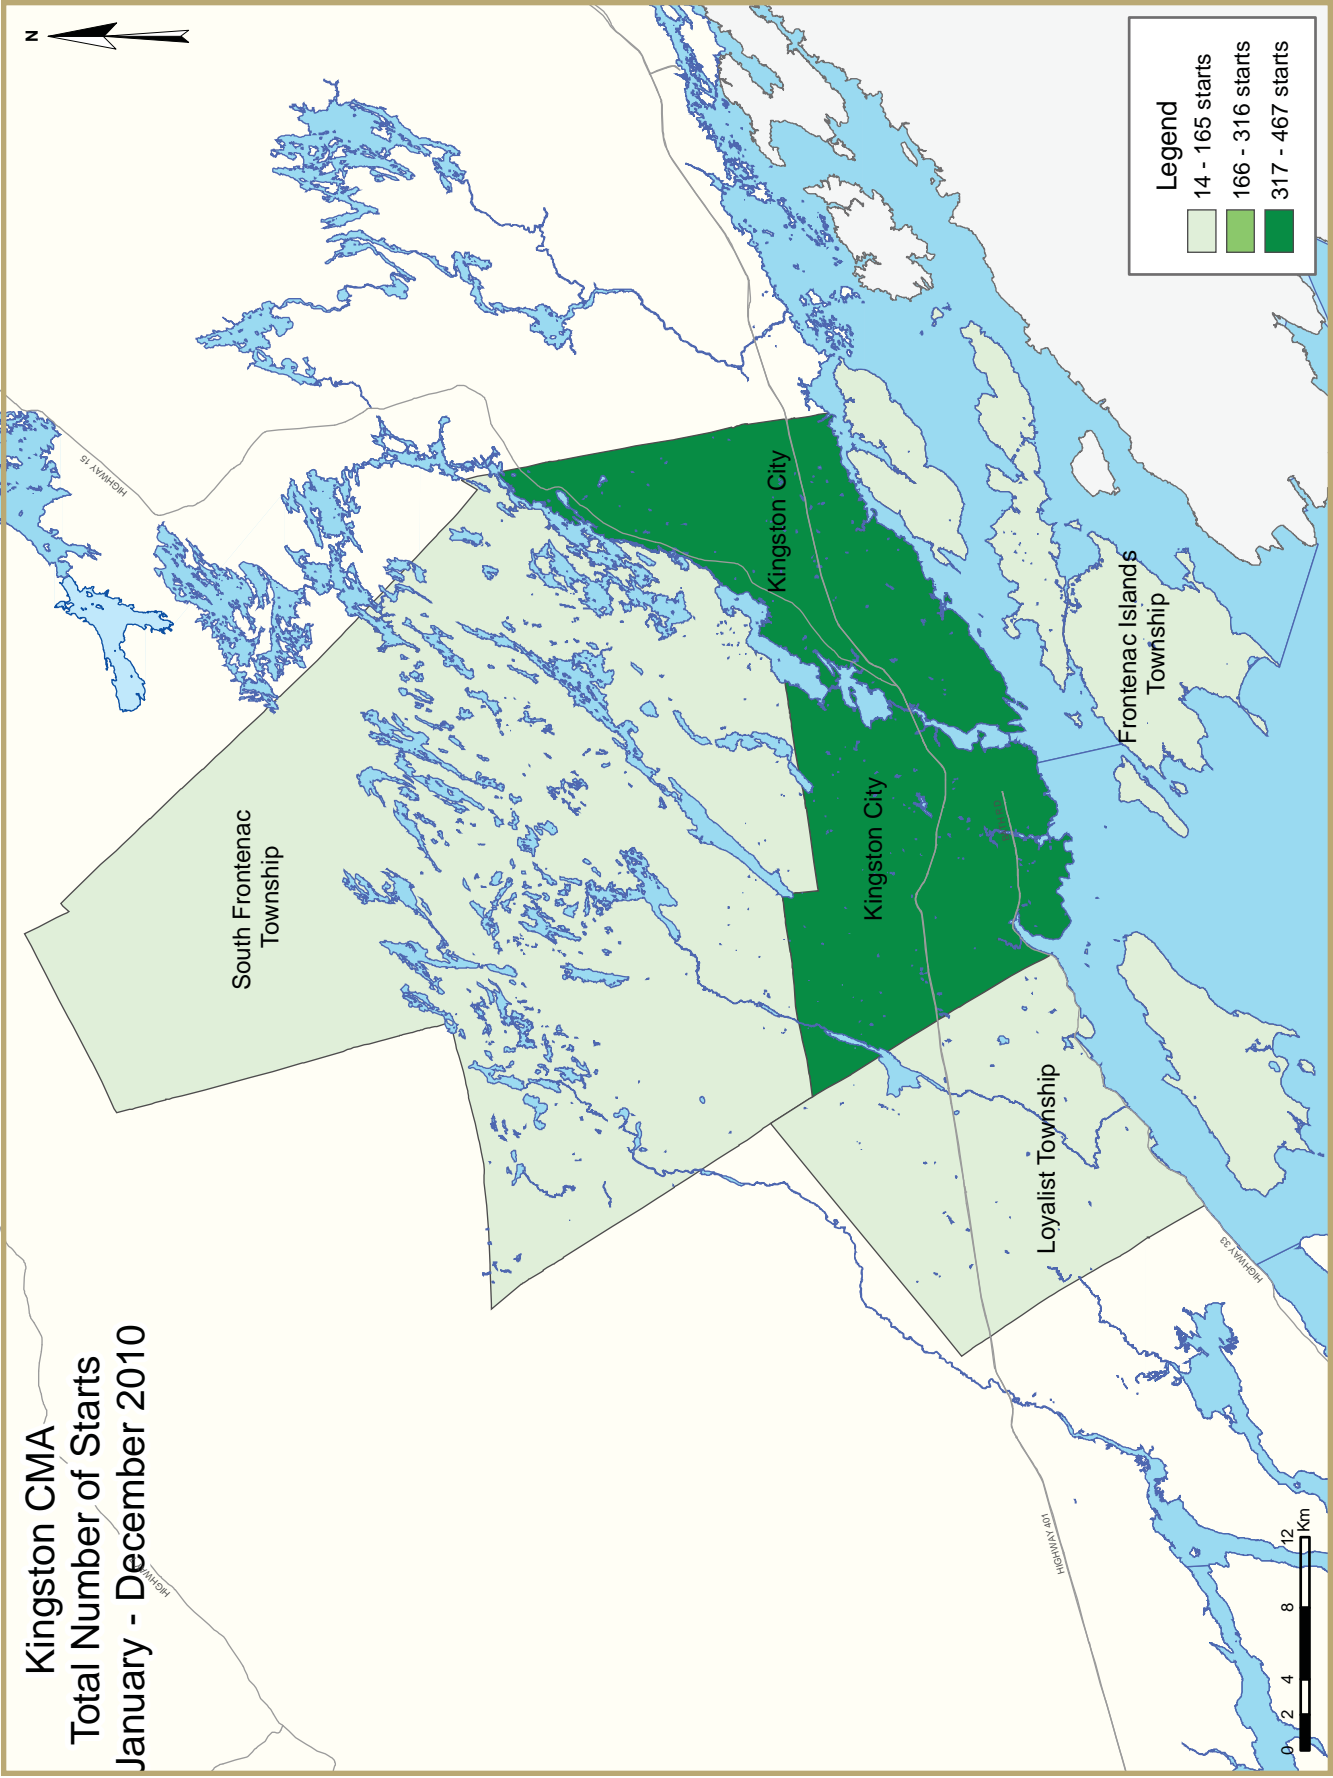 Kingston CMA
Total Number of Starts
January - December 2010
N
HIGHWAY 15
South Frontenac
Township
Kingston City
Kingston City
Frontenac Islands
Township
Loyalist Township
HIGHWAY 33
HIGHWAY 401
Legend
14 - 165 starts
166 - 316 starts
317 - 467 starts
0 2 4 8 12
Km